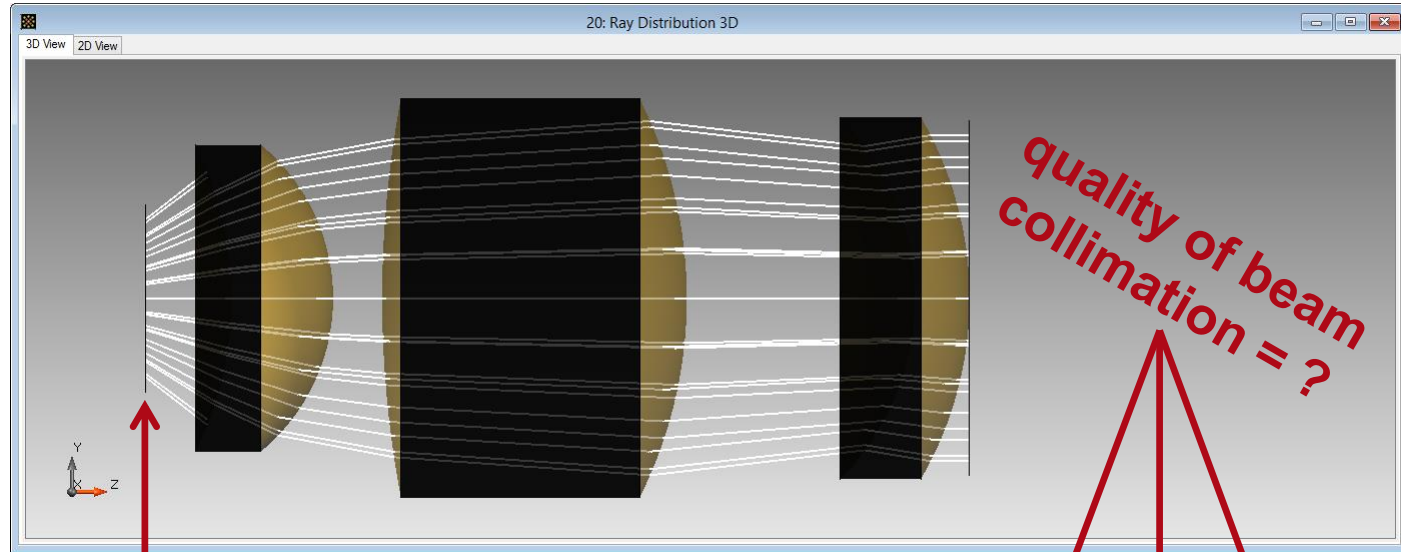 20: Ray Distribution 3D
3D View
2D View
quality of beam
collimation = ?
Y
X
Z